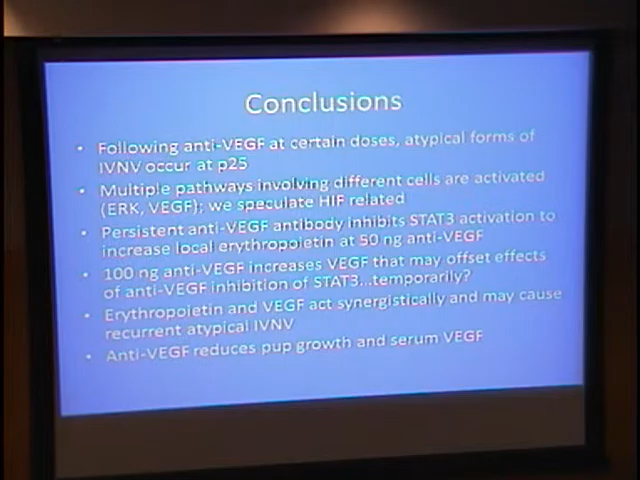 Conclusions
• Following anti-VEGF at certain doses, atypical forms of
IVNV occur at p25
• Multiple pathways involving different cells are activated
(ERK, VEGF); we speculate HIF related
• Persistent anti-VEGF antibody inhibits STAT3 activation to
increase local erythropoietin at 50 ng anti-VEGF
• 100 ng anti-VEGF increases VEGF that may offset effects
of anti-VEGF inhibition of STAT3...temporarily?
• Erythropoietin and VEGF act synergistically and may cause
recurrent atypical IVNV
• Anti-VEGF reduces pup growth and serum VEGF